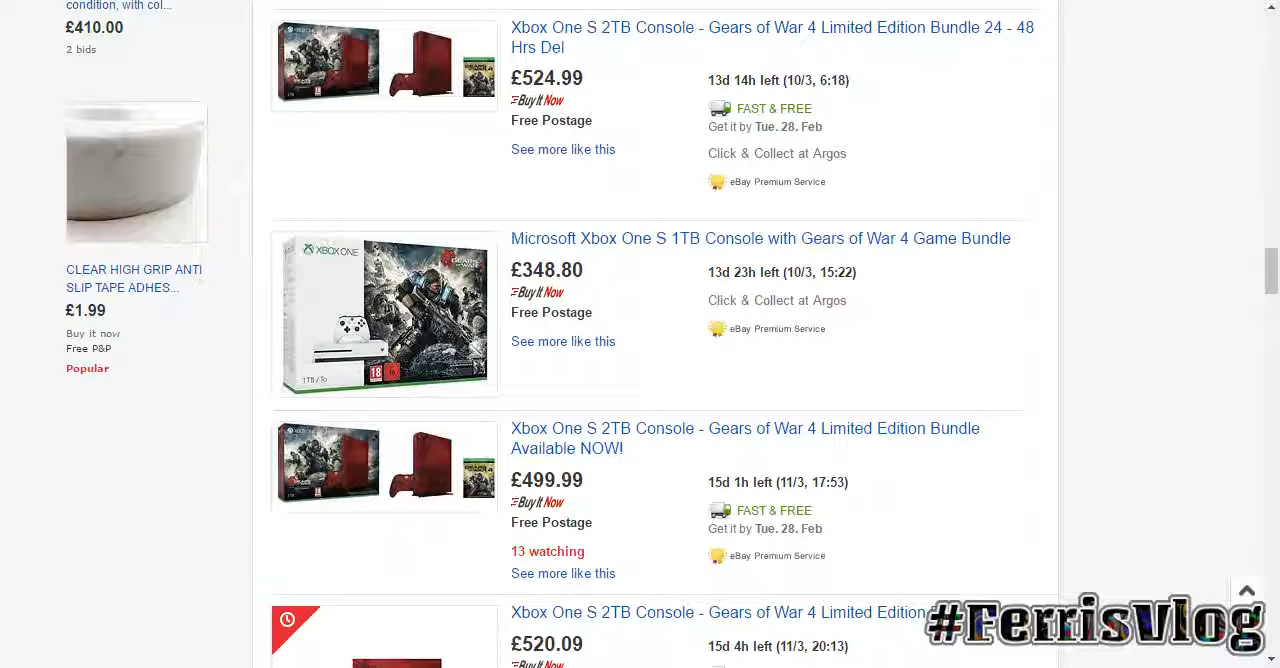 condition, with col...
£410.00
2 bids
CLEAR HIGH GRIP ANTI
SLIP TAPE ADHES...
£1.99
Buy it now
Free P&P
Popular
Xbox One S 2TB Console - Gears of War 4 Limited Edition Bundle 24 - 48
Hrs Del
£524.99
Buy It Now
Free Postage
See more like this
13d 14h left (10/3, 6:18)
FAST & FREE
Get it by Tue. 28. Feb
Click & Collect at Argos
eBay Premium Service
XBOX ONE
1TB / To
18
Microsoft Xbox One S 1TB Console with Gears of War 4 Game Bundle
£348.80
Buy It Now
Free Postage
See more like this
13d 23h left (10/3, 15:22)
Click & Collect at Argos
eBay Premium Service
Xbox One S 2TB Console - Gears of War 4 Limited Edition Bundle
Available NOW!
£499.99
Buy It Now
Free Postage
13 watching
See more like this
15d 1h left (11/3, 17:53)
FAST & FREE
Get it by Tue. 28. Feb
eBay Premium Service
Xbox One S 2TB Console - Gears of War 4 Limited Edition
£520.09
Buy It Now
15d 4h left (11/3, 20:13)
#FerrisVlog